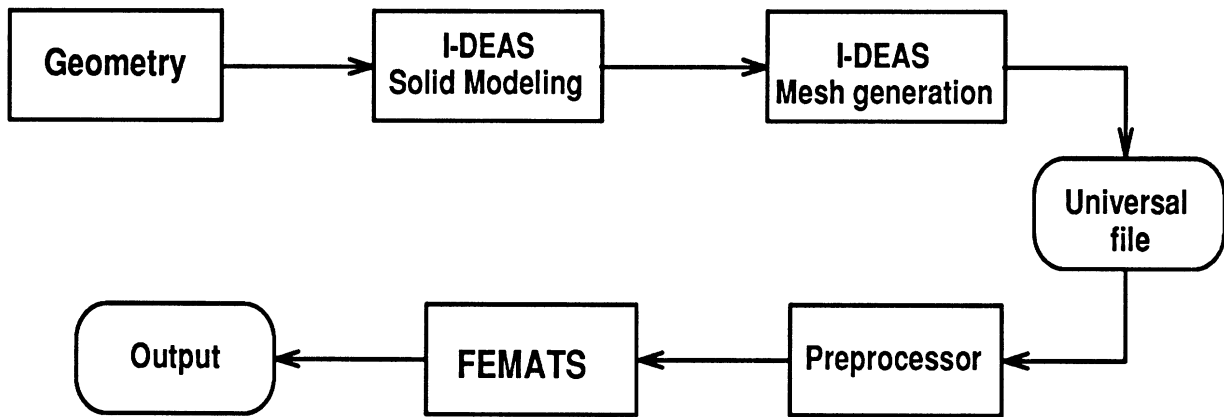 Geometry
I-DEAS
Solid Modeling
I-DEAS
Mesh generation
Universal
file
Preprocessor
FEMATS
Output